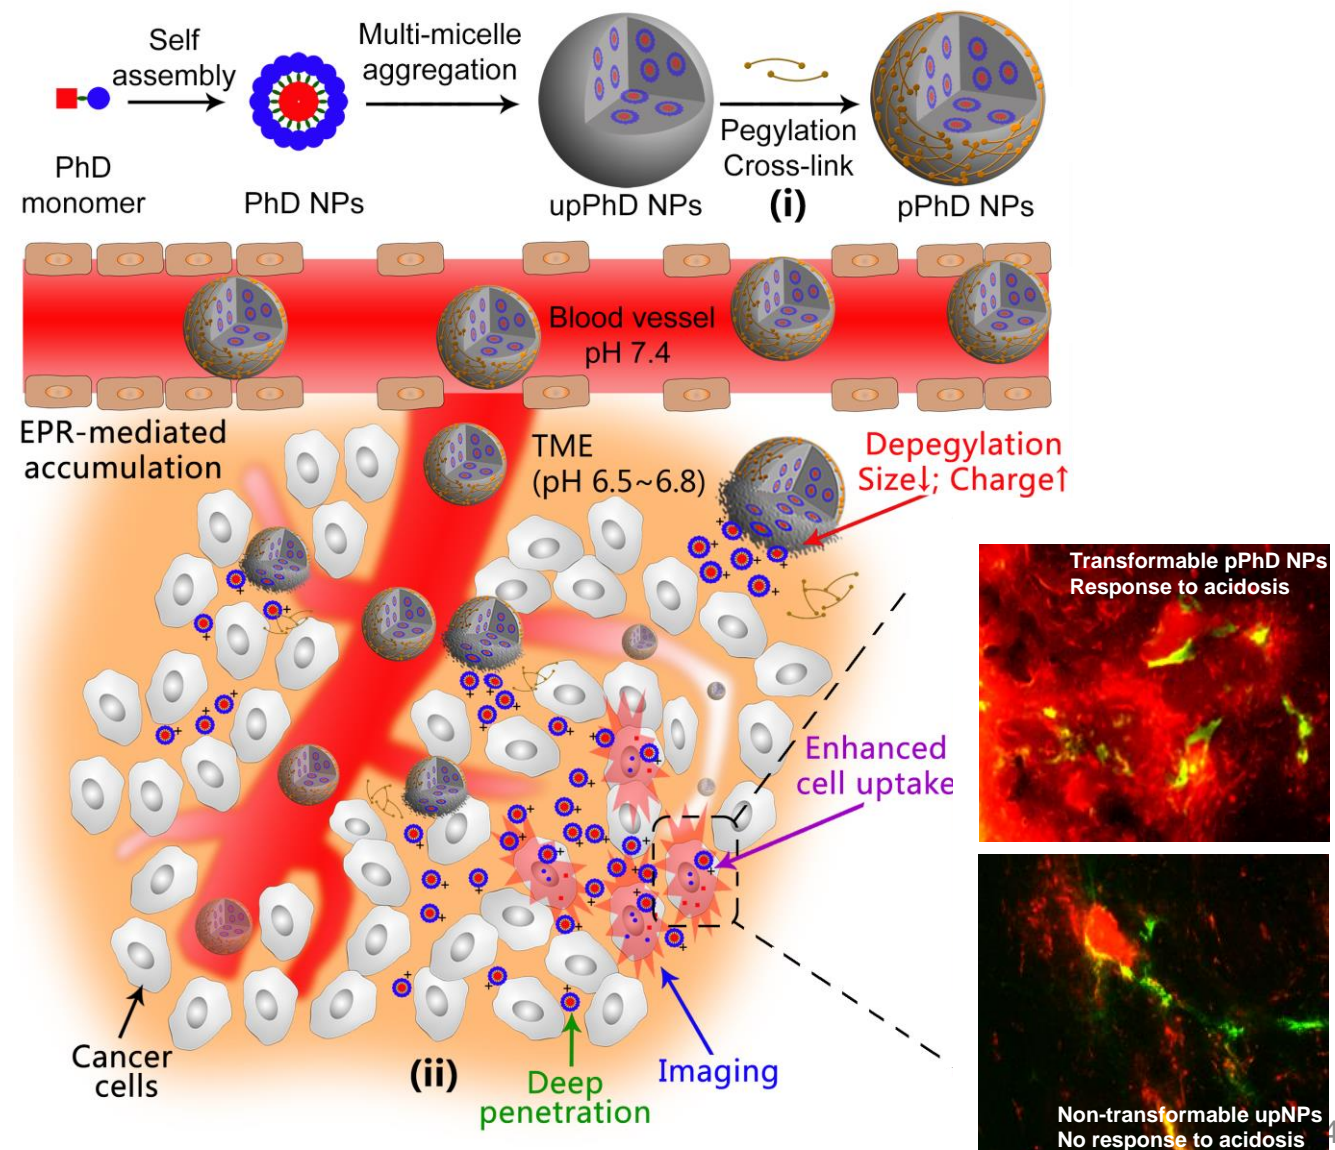 Self
assembly
Multi-micelle
aggregation
Pegylation
Cross-link
PhD
monomer
PhD NPs
upPhD NPs
(i)
pPhD NPs
Blood vessel
pH 7.4
EPR-mediated
accumulation
TME
(pH 6.5~6.8)
Depegylation
Size↓; Charge↑
Transformable pPhD NPs
Response to acidosis
Enhanced
cell uptake
Cancer
cells
(ii)
Deep
penetration
Imaging
Non-transformable upNPs
No response to acidosis
4